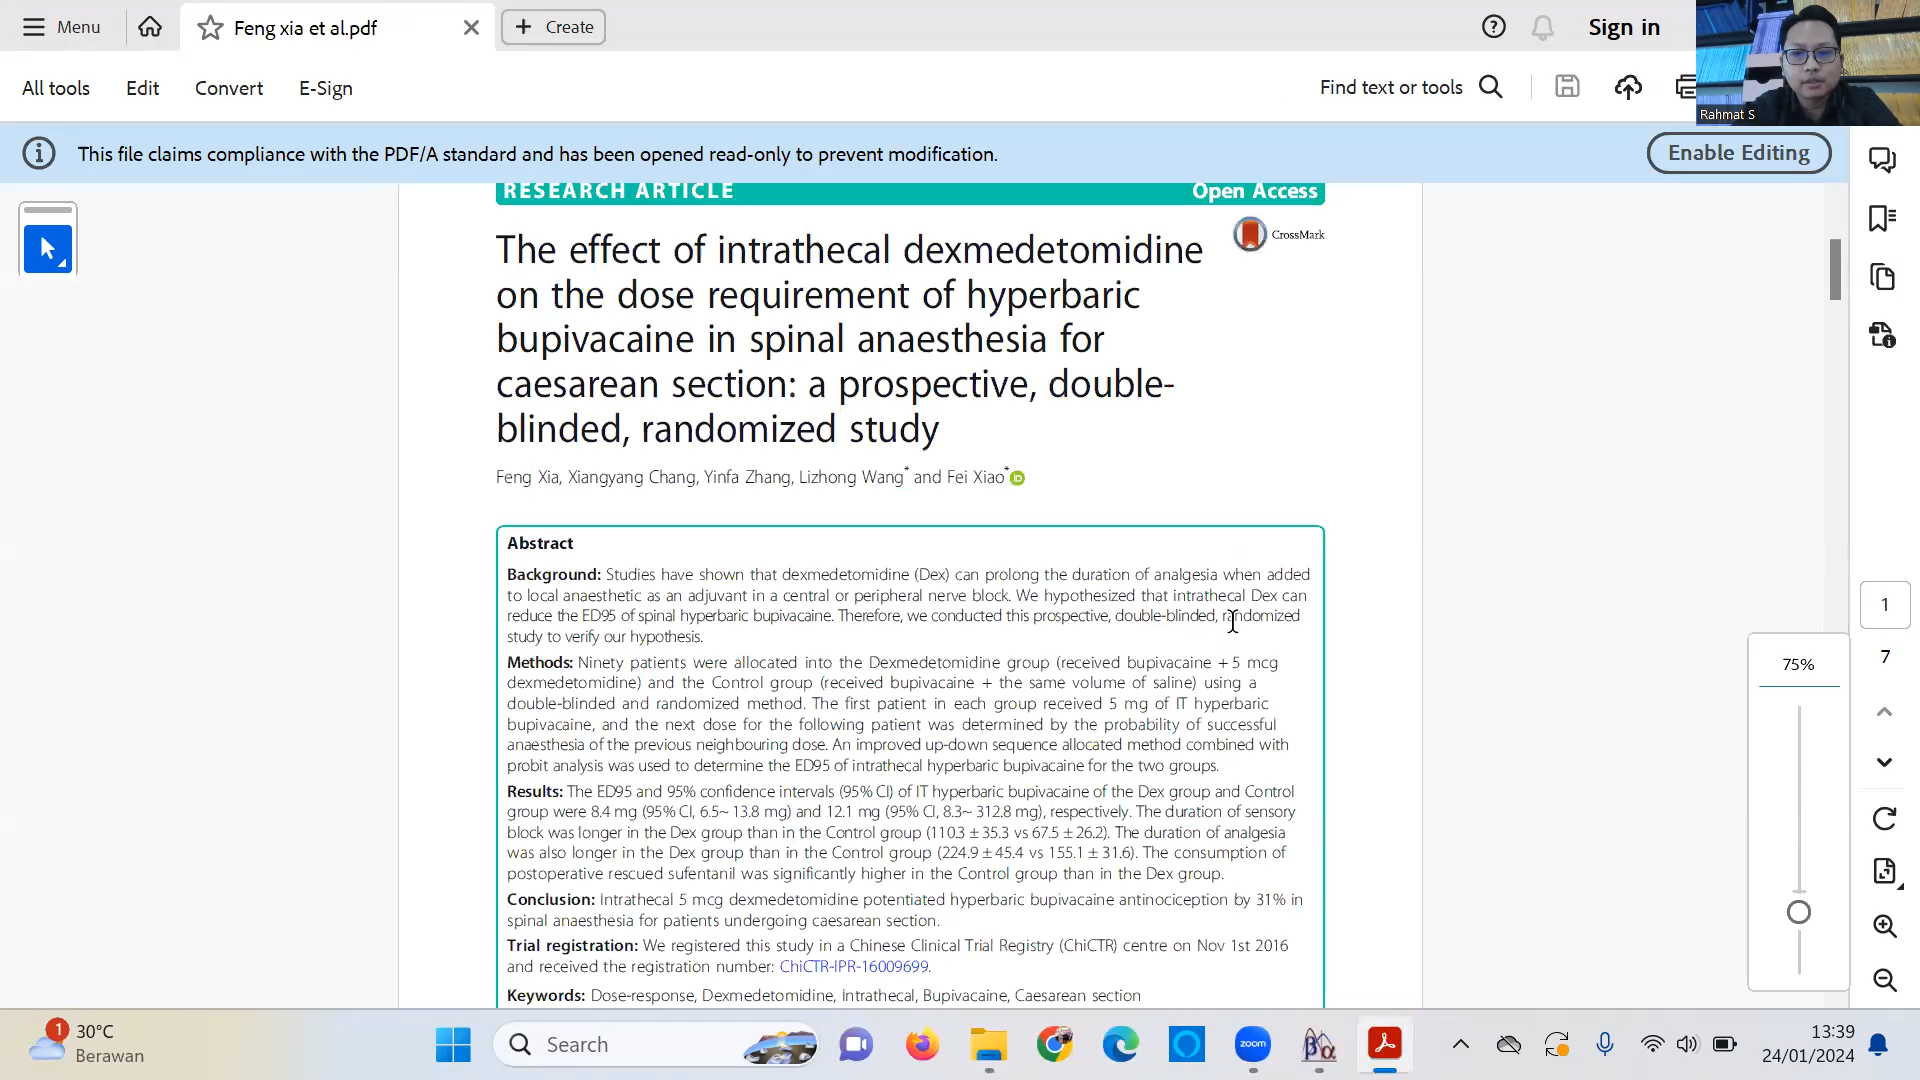 Menu
Feng xia et al.pdf
Create
Sign in
Rahmat S
All tools
Edit
Convert
E-Sign
Find text or tools
This file claims compliance with the PDF/A standard and has been opened read-only to prevent modification.
Enable Editing
RESEARCH ARTICLE
Open Access
CrossMark
The effect of intrathecal dexmedetomidine
on the dose requirement of hyperbaric
bupivacaine in spinal anaesthesia for
caesarean section: a prospective, double-
blinded, randomized study
Feng Xia, Xiangyang Chang, Yinfa Zhang, Lizhong Wang* and Fei Xiao*
Abstract
Background: Studies have shown that dexmedetomidine (Dex) can prolong the duration of analgesia when added
to local anaesthetic as an adjuvant in a central or peripheral nerve block. We hypothesized that intrathecal Dex can
reduce the ED95 of spinal hyperbaric bupivacaine. Therefore, we conducted this prospective, double-blinded, randomized
study to verify our hypothesis.
Methods: Ninety patients were allocated into the Dexmedetomidine group (received bupivacaine + 5 mcg
dexmedetomidine) and the Control group (received bupivacaine + the same volume of saline) using a
double-blinded and randomized method. The first patient in each group received 5 mg of IT hyperbaric
bupivacaine, and the next dose for the following patient was determined by the probability of successful
anaesthesia of the previous neighbouring dose. An improved up-down sequence allocated method combined with
probit analysis was used to determine the ED95 of intrathecal hyperbaric bupivacaine for the two groups.
Results: The ED95 and 95% confidence intervals (95% CI) of IT hyperbaric bupivacaine of the Dex group and Control
group were 8.4 mg (95% CI, 6.5~ 13.8 mg) and 12.1 mg (95% CI, 8.3~ 312.8 mg), respectively. The duration of sensory
block was longer in the Dex group than in the Control group (110.3 ± 35.3 vs 67.5 ± 26.2). The duration of analgesia
was also longer in the Dex group than in the Control group (224.9 ± 45.4 vs 155.1 ± 31.6). The consumption of
postoperative rescued sufentanil was significantly higher in the Control group than in the Dex group.
Conclusion: Intrathecal 5 mcg dexmedetomidine potentiated hyperbaric bupivacaine antinociception by 31% in
spinal anaesthesia for patients undergoing caesarean section.
Trial registration: We registered this study in a Chinese Clinical Trial Registry (ChiCTR) centre on Nov 1st 2016
and received the registration number: ChiCTR-IPR-16009699.
Keywords: Dose-response, Dexmedetomidine, Intrathecal, Bupivacaine, Caesarean section
1
7
75%
1
30°C
Berawan
Search
zoom
13:39
24/01/2024